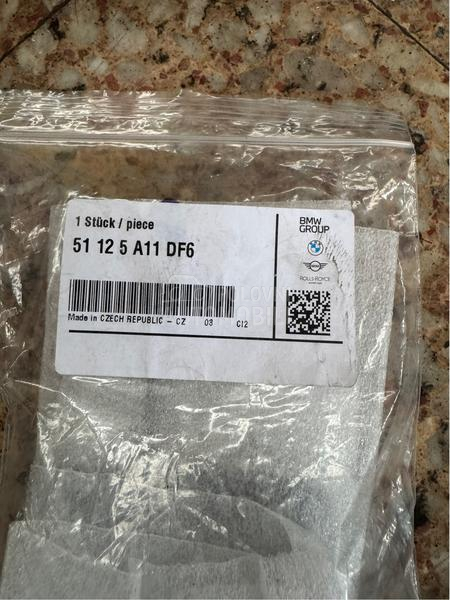 1 Stück / piece
51 12 5 A11 DF6
Made in CZECH REPUBLIC - CZ 03 CI2
BMW
GROUP
ROLLS-ROYCE